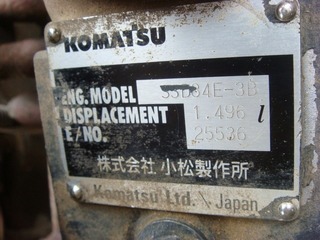 KOMATSU
ENG. MODEL 3D84E-3B
DISPLACEMENT 1.496 l
E/NO. 25536
株式会社 小松製作所
Komatsu Ltd. Japan